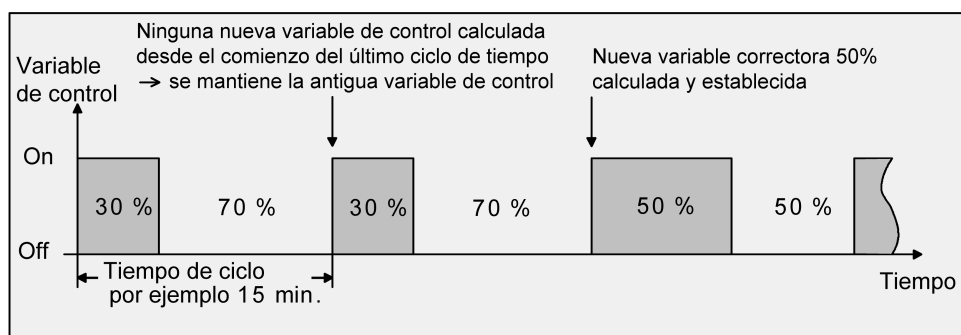 Ninguna nueva variable de control calculada
desde el comienzo del último ciclo de tiempo
→ se mantiene la antigua variable de control
Nueva variable correctora 50%
calculada y establecida
Variable
de control
On
30 %
70 %
30 %
70 %
50 %
50 %
Off
Tiempo de ciclo
por ejemplo 15 min.
Tiempo